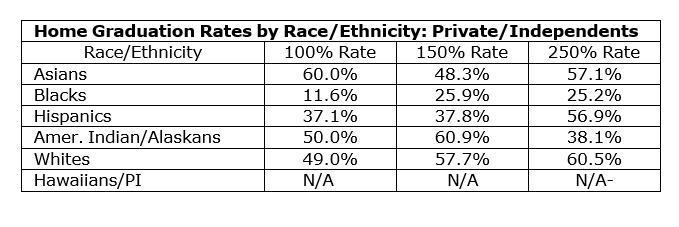 Home Graduation Rates by Race/Ethnicity: Private/Independents
Race/Ethnicity 100% Rate 150% Rate 250% Rate
Asians 60.0% 48.3% 57.1%
Blacks 11.6% 25.9% 25.2%
Hispanics 37.1% 37.8% 56.9%
Amer. Indian/Alaskans 50.0% 60.9% 38.1%
Whites 49.0% 57.7% 60.5%
Hawaiians/PI N/A N/A N/A-